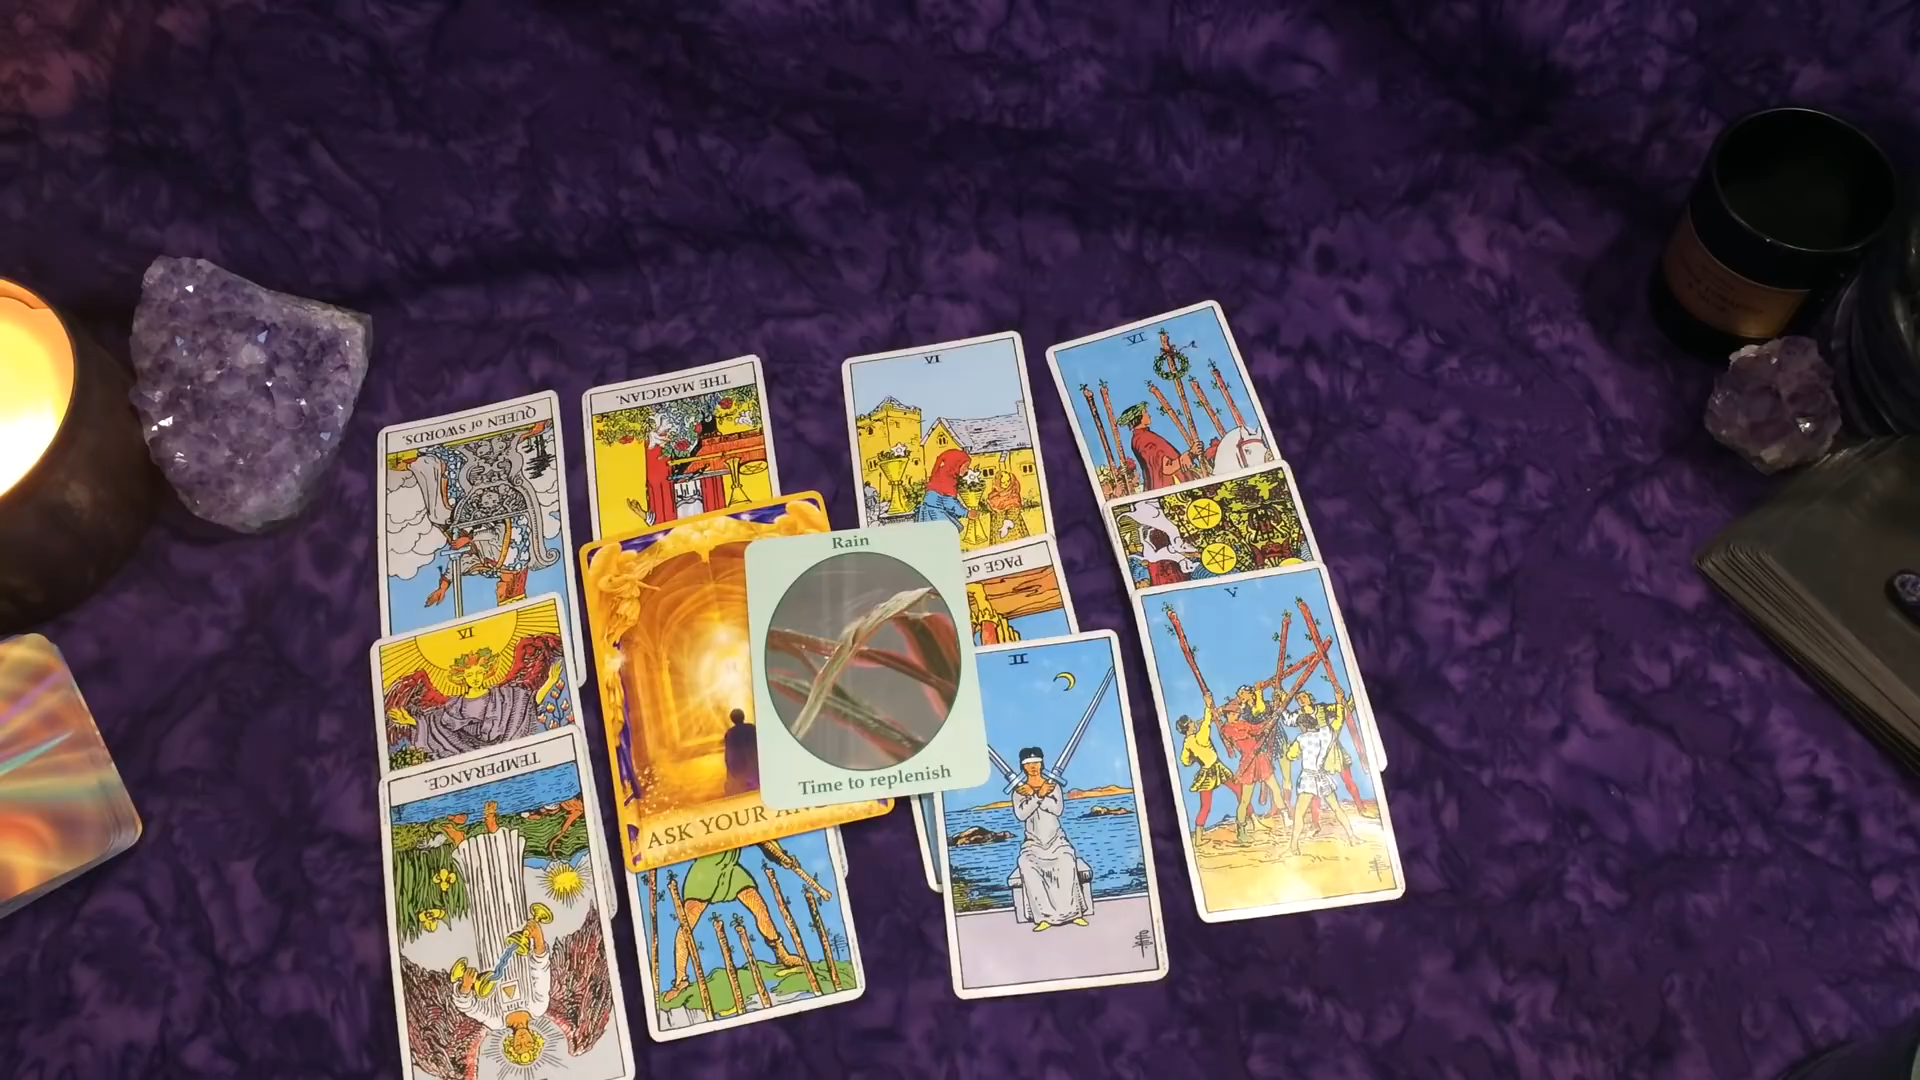 QUEEN of SWORDS.
THE MAGICIAN.
VI
VI
PAGE of
V
Rain
Time to replenish
ASK YOUR
VI
II
TEMPERANCE.